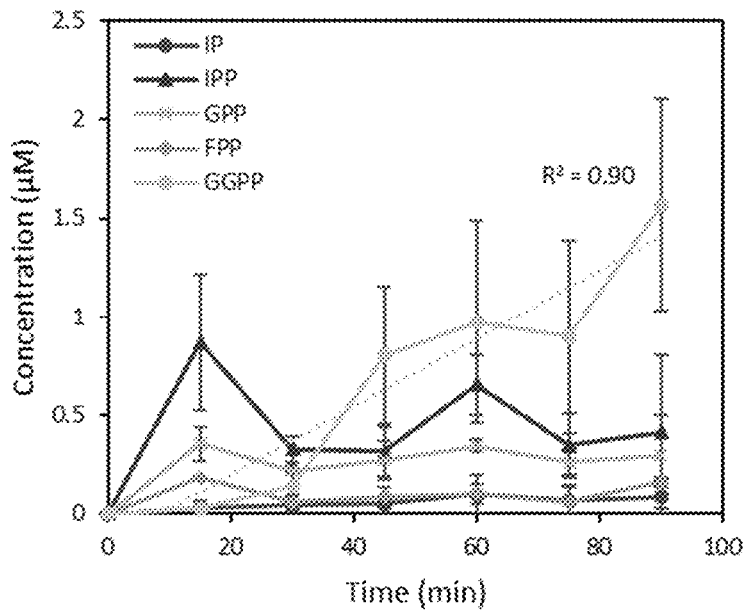 2.5
2
1.5
1
0.5
0
Concentration (µM)
IP
IPP
GPP
FPP
GGPP
R² = 0.90
0 20 40 60 80 100
Time (min)